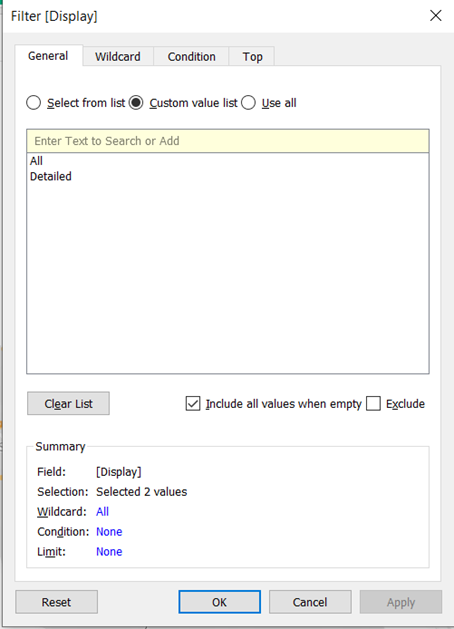 Filter [Display]
General Wildcard Condition Top
Select from list Custom value list Use all
Enter Text to Search or Add
All
Detailed
Clear List Include all values when empty Exclude
Summary
Field: [Display]
Selection: Selected 2 values
Wildcard: All
Condition: None
Limit: None
Reset OK Cancel Apply